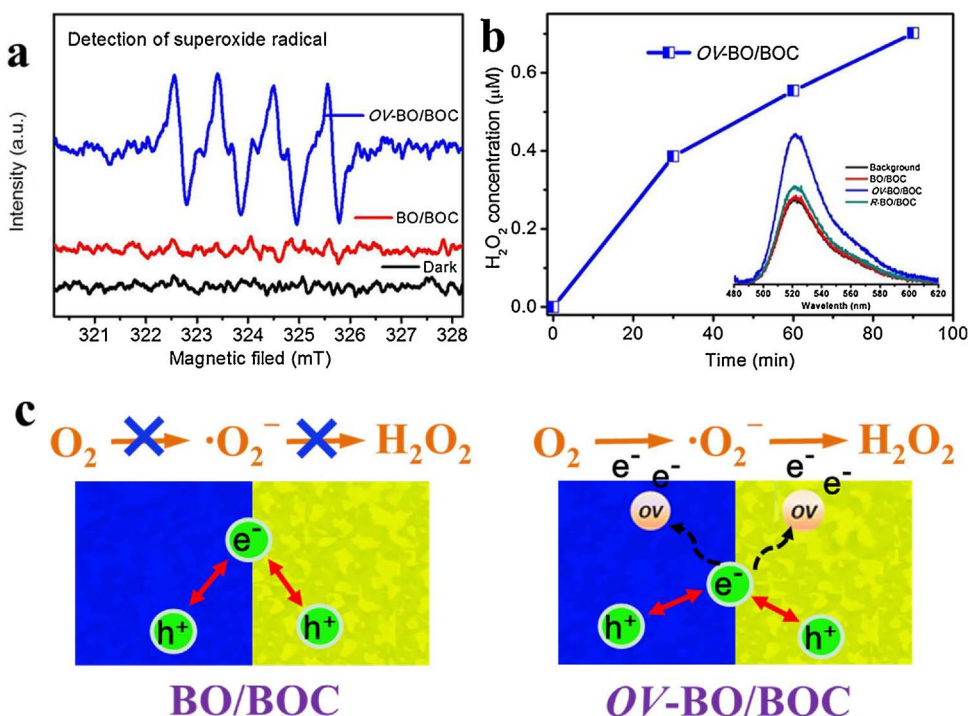 a
Detection of superoxide radical
Intensity (a.u.)
OV-BO/BOC
BO/BOC
Dark
321 322 323 324 325 326 327 328
Magnetic filed (mT)
b
OV-BO/BOC
H₂O₂ concentration (μM)
0.6
0.4
0.2
0.0
Background
BO/BOC
OV-BO/BOC
R-BO/BOC
480 500 520 540 560 580 600 620
Wavelength (nm)
0 20 40 60 80 100
Time (min)
c
O₂ ·O₂⁻ H₂O₂
e⁻
h⁺ h⁺
BO/BOC
O₂ ·O₂⁻ H₂O₂
e⁻ e⁻ e⁻ e⁻
OV OV
e⁻
h⁺ h⁺
OV-BO/BOC